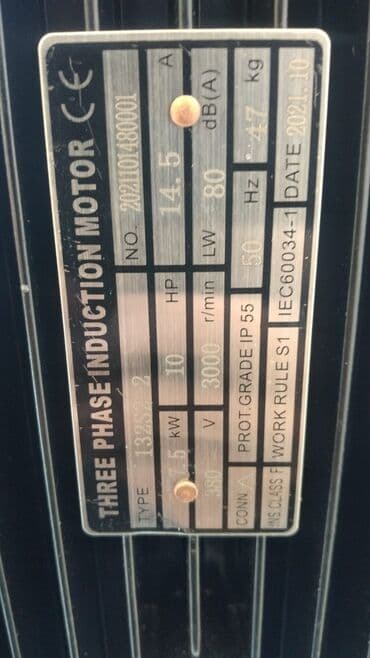 THREE PHASE INDUCTION MOTOR CE
TYPE 132S2-2 NO. 2021101480001
7.5 kW 10 HP 14.5 A
380 V 3000 r/min LW 80 dB(A)
CONN △ PROT.GRADE IP 55 50 Hz 47 kg
INS.CLASS F WORK RULE S1 IEC60034-1 DATE 2021.10